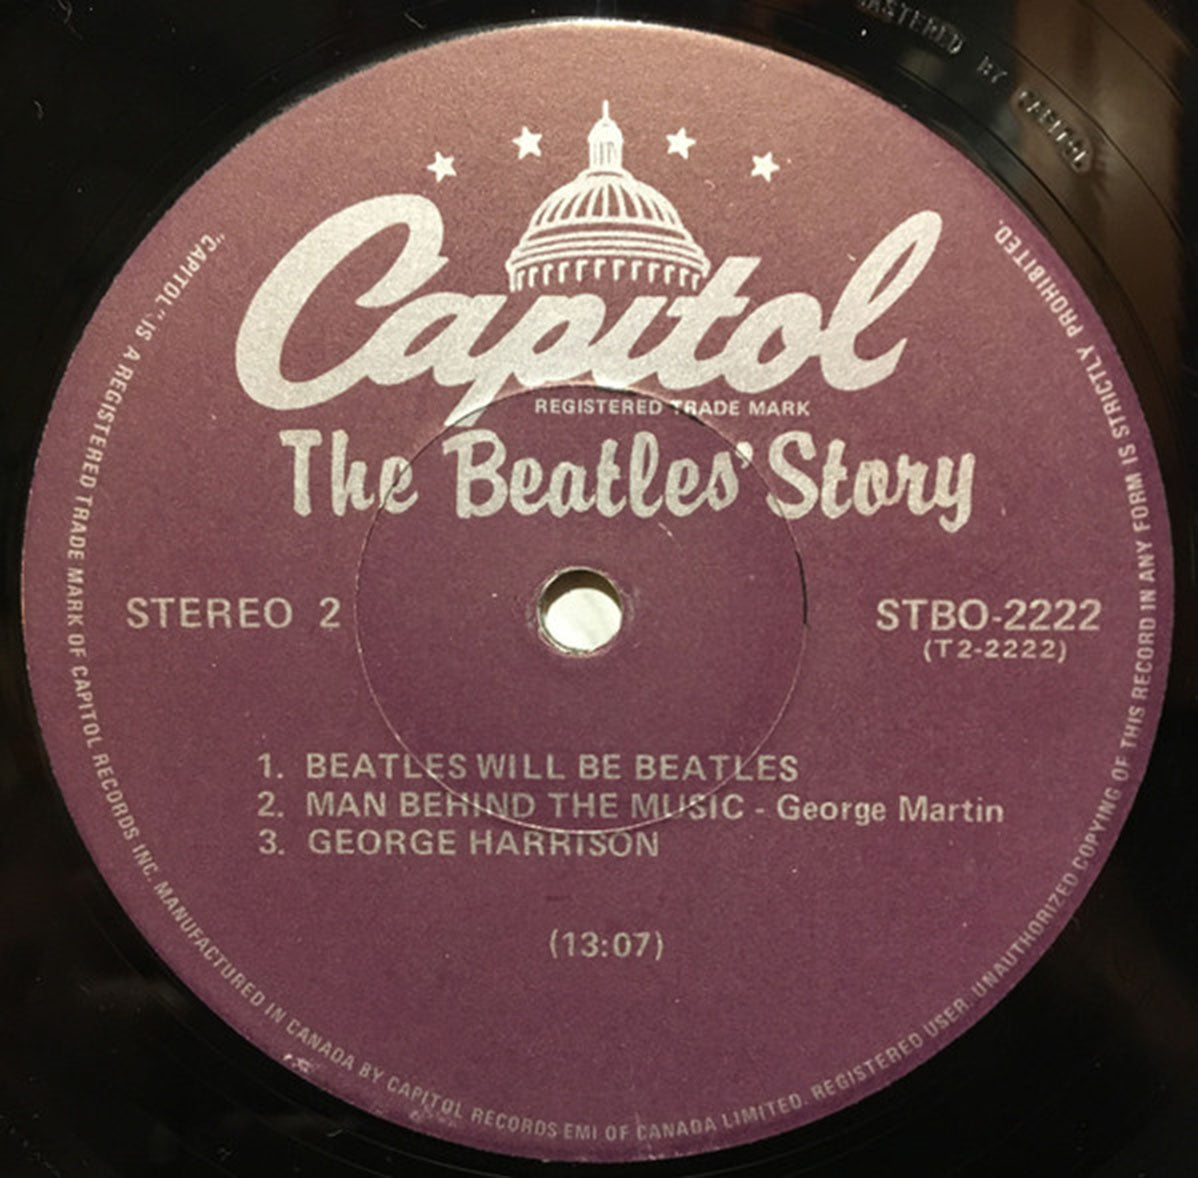 MASTERED BY CAPITOL
Capitol
REGISTERED TRADE MARK
The Beatles' Story
STEREO 2
STBO-2222
(T2-2222)
1. BEATLES WILL BE BEATLES
2. MAN BEHIND THE MUSIC - George Martin
3. GEORGE HARRISON
(13:07)
"CAPITOL" IS A REGISTERED TRADE MARK OF CAPITOL RECORDS INC. MANUFACTURED IN CANADA BY CAPITOL RECORDS EMI OF CANADA LIMITED. REGISTERED USER. UNAUTHORIZED COPYING OF THIS RECORD IN ANY FORM IS STRICTLY PROHIBITED.